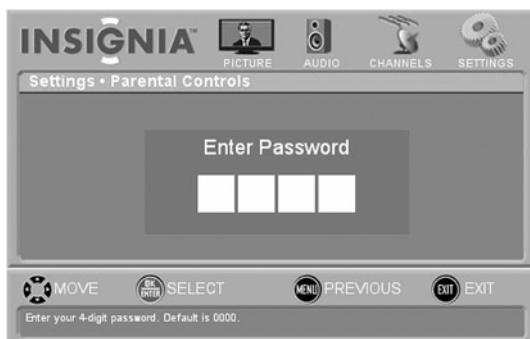 INSIGNIA™
PICTURE AUDIO CHANNELS SETTINGS
Settings • Parental Controls
Enter Password
MOVE OK ENTER SELECT MENU PREVIOUS EXIT EXIT
Enter your 4-digit password. Default is 0000.